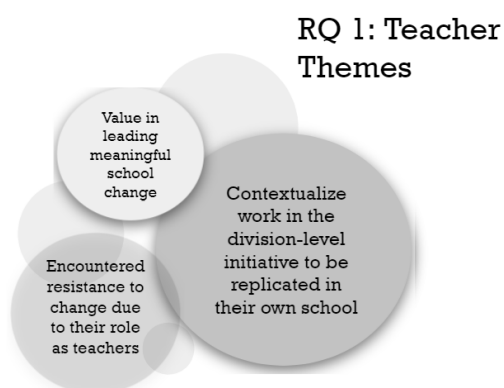 RQ 1: Teacher
Themes
Value in
leading
meaningful
school
change
Contextualize
work in the
division-level
initiative to be
replicated in
their own school
Encountered
resistance to
change due
to their role
as teachers